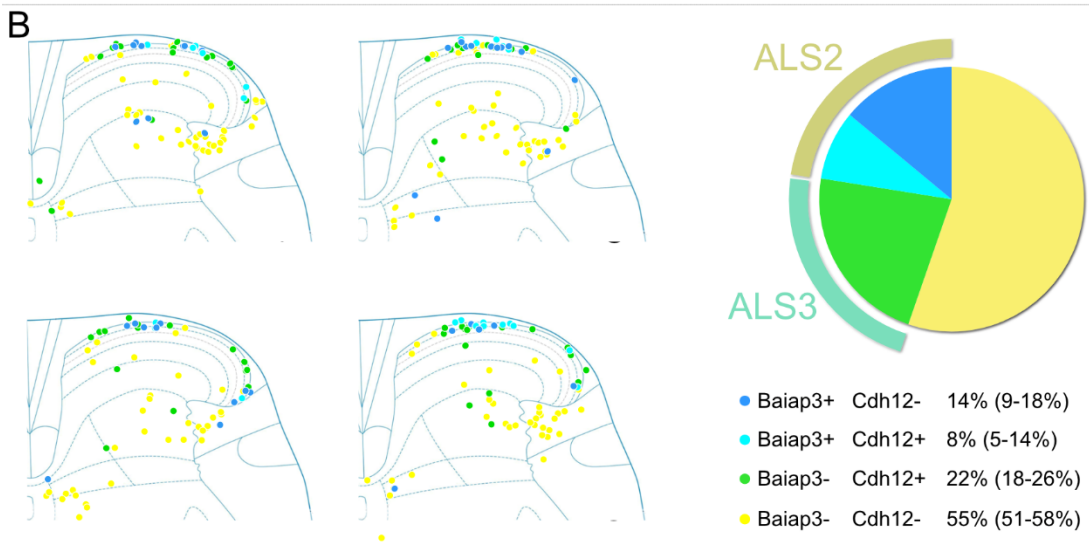 B
ALS2
ALS3
Baiap3+ Cdh12- 14% (9-18%)
Baiap3+ Cdh12+ 8% (5-14%)
Baiap3- Cdh12+ 22% (18-26%)
Baiap3- Cdh12- 55% (51-58%)